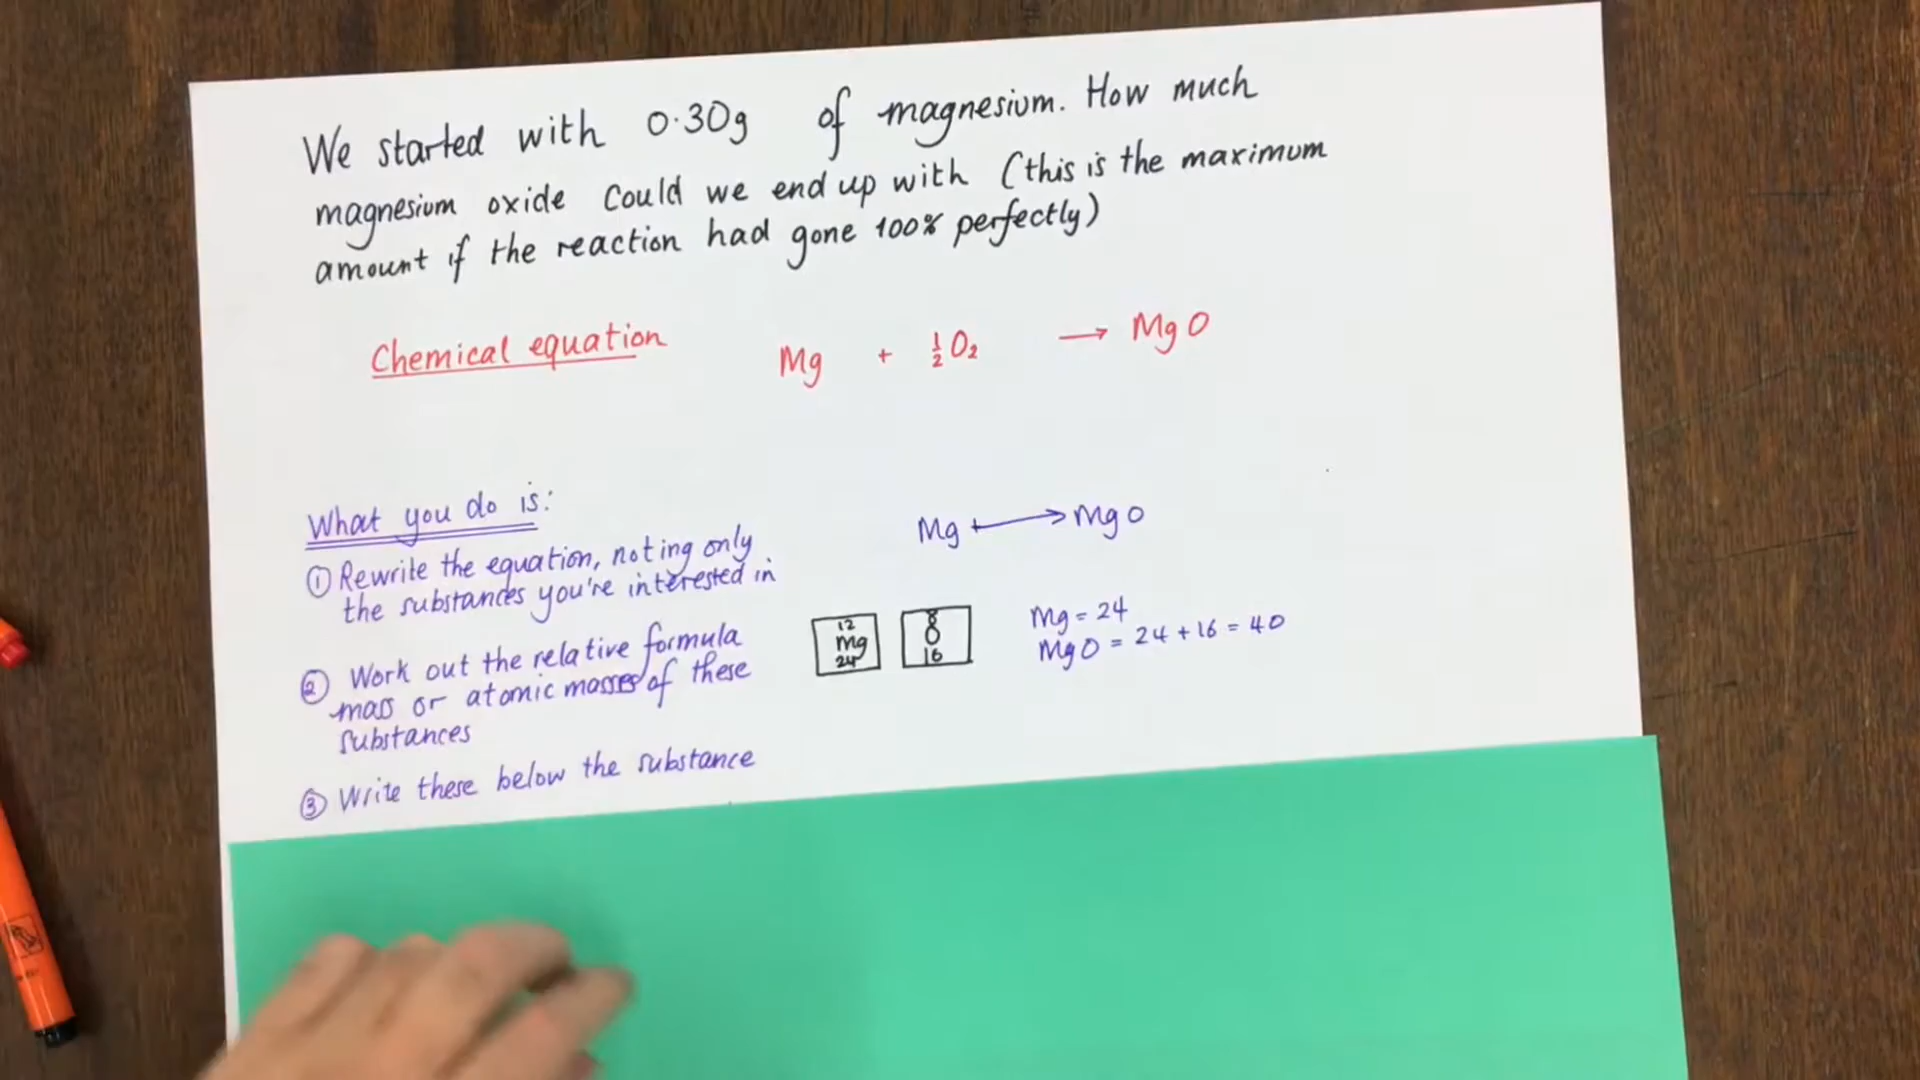 We started with 0.30g of magnesium. How much
magnesium oxide could we end up with (this is the maximum
amount if the reaction had gone 100% perfectly)
Chemical equation Mg + ½O₂ → MgO
What you do is:
① Rewrite the equation, noting only
the substances you're interested in
Mg ⟶ MgO
② Work out the relative formula
mass or atomic masses of these
substances
12
Mg
24
8
O
16
Mg = 24
MgO = 24 + 16 = 40
③ Write these below the substance